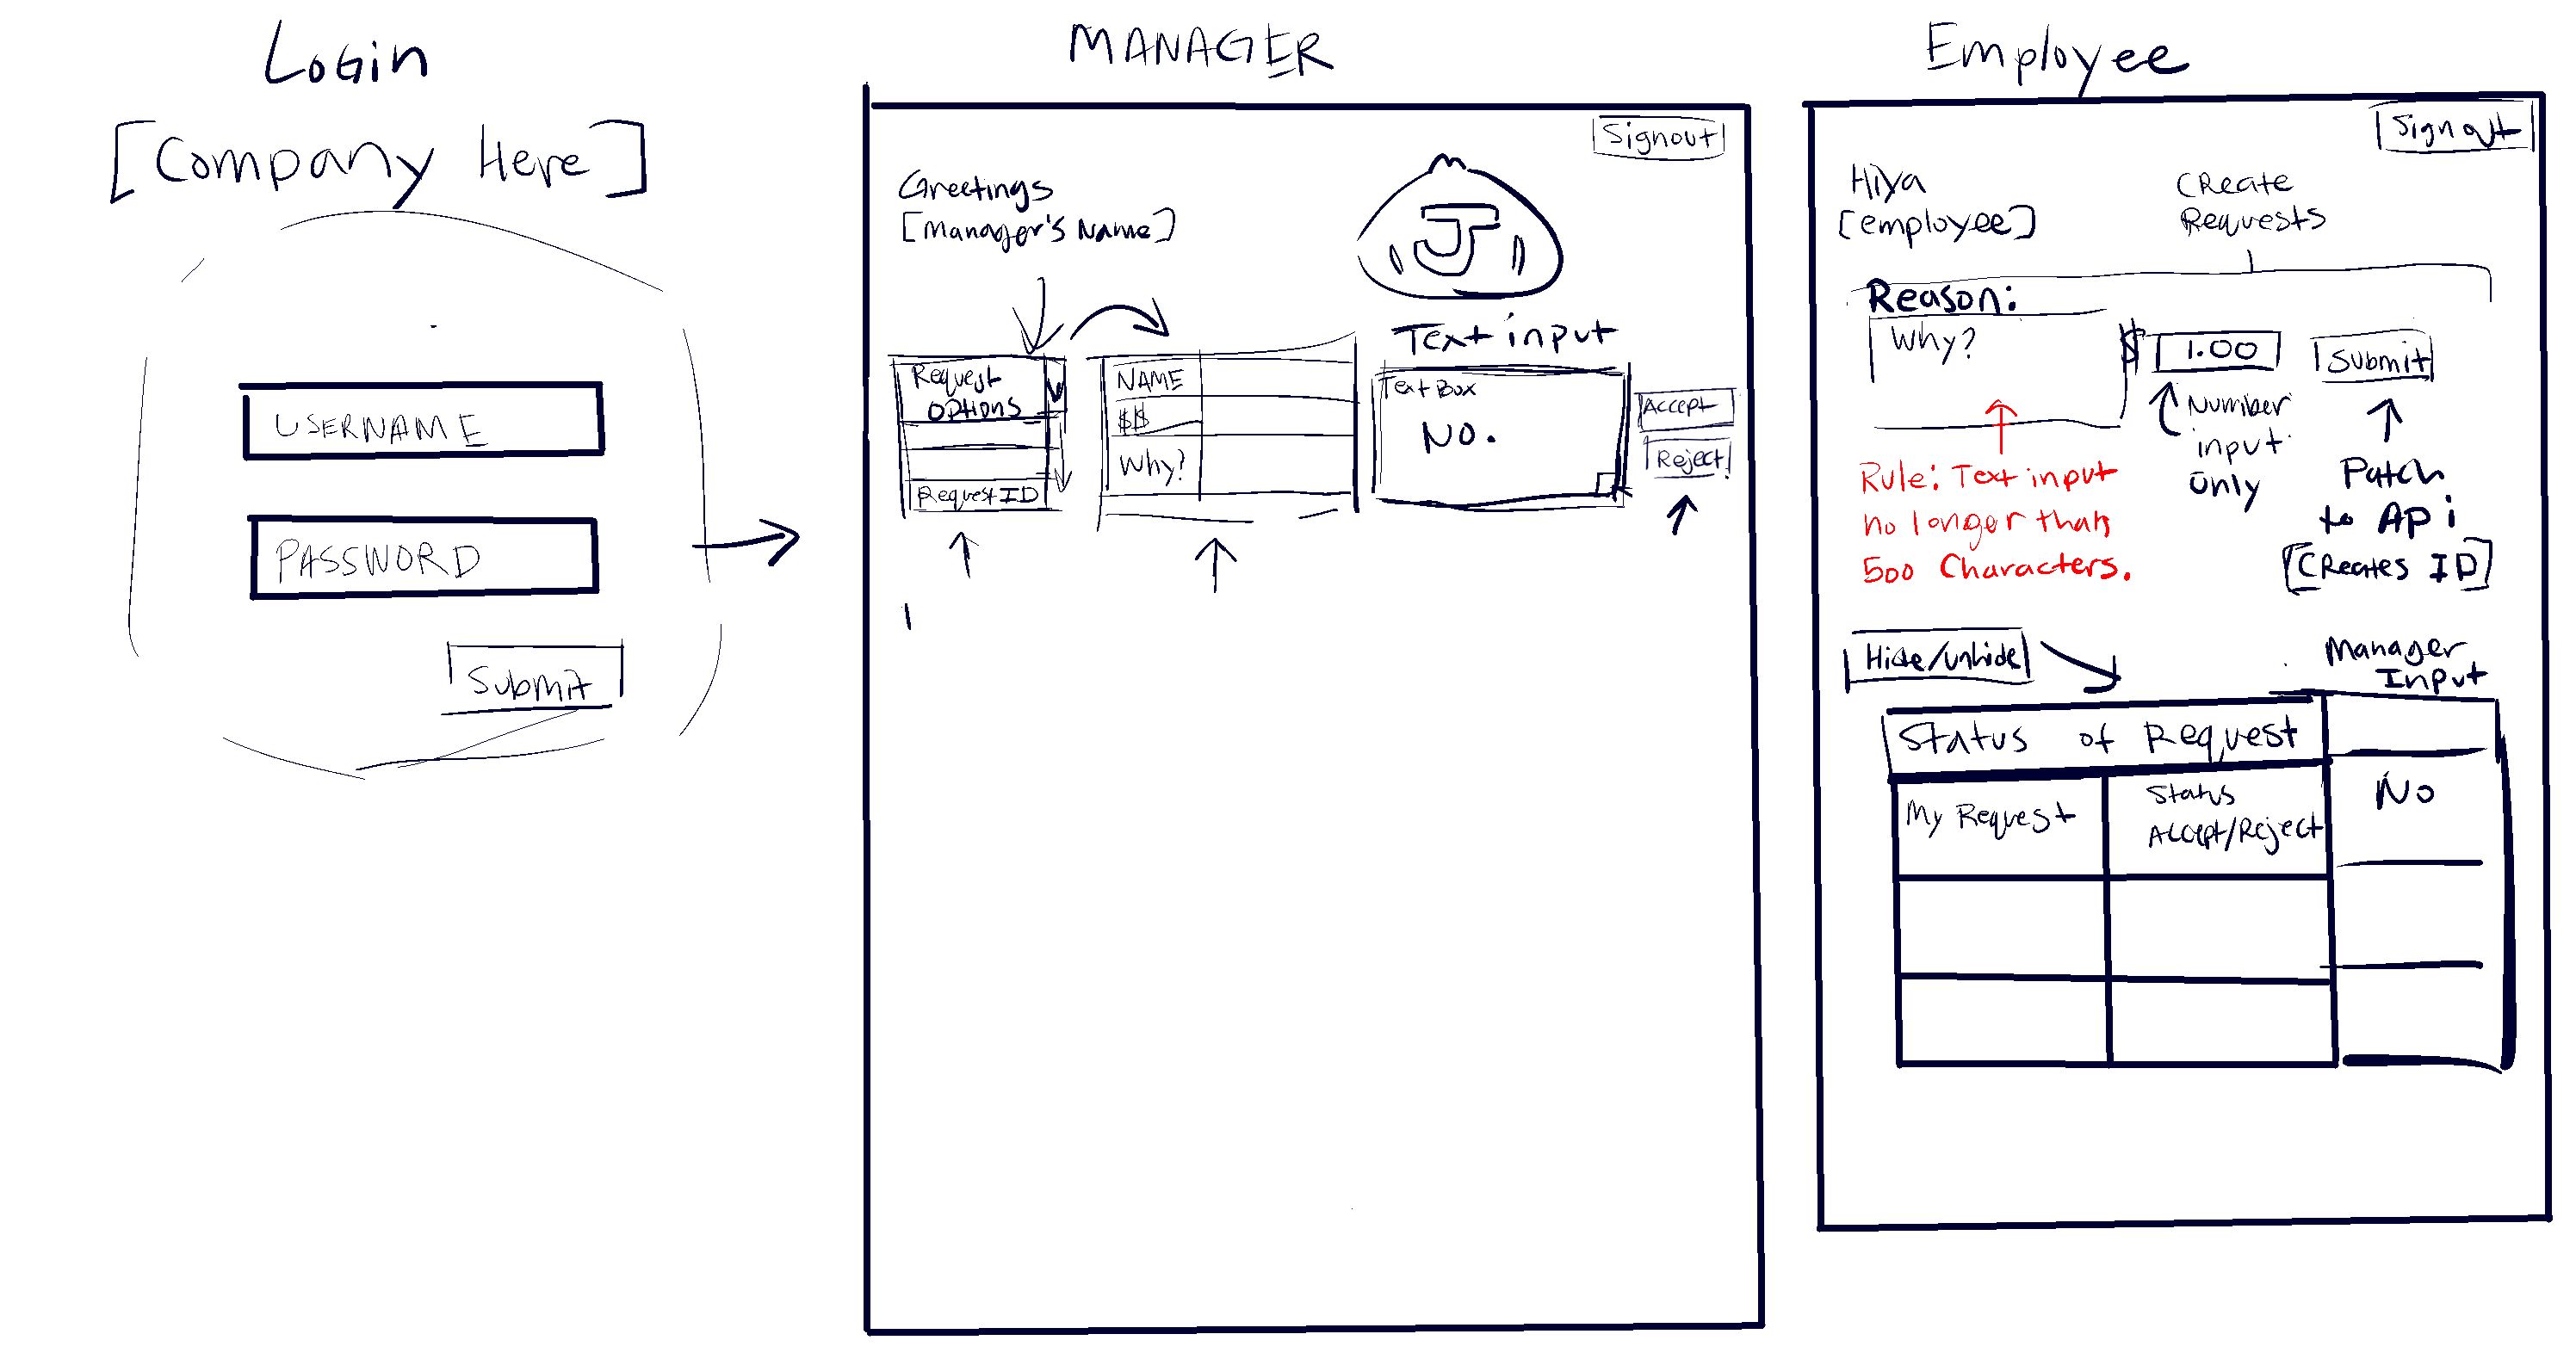 Login
[Company Here]
USERNAME
PASSWORD
Submit
MANAGER
Signout
Greetings
[Manager's Name]
J
Request
OPtions
Request ID
NAME
$$
Why?
Text input
Text Box
NO.
Accept
Reject
Employee
Sign out
Hiya
[employee]
Create
Requests
Reason:
Why?
$ 1.00
Submit
Number
input
only
Rule: Text input
no longer than
500 Characters.
Patch
to APi
[Creates ID]
Hide/Unhide
Manager
Input
Status of Request
My Request
Status
Accept/Reject
No